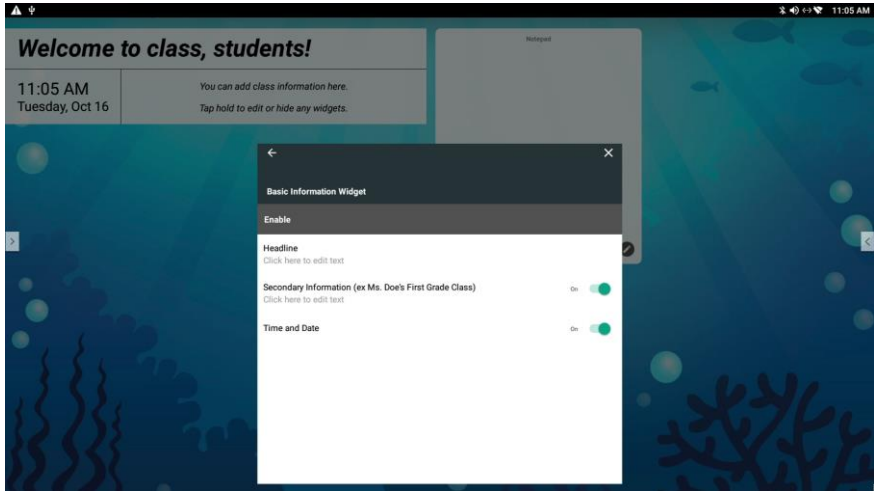 11:05 AM
Welcome to class, students!
11:05 AM
Tuesday, Oct 16
You can add class information here.
Tap hold to edit or hide any widgets.
Notepad
Basic Information Widget
Enable
Headline
Click here to edit text
Secondary Information (ex Ms. Doe's First Grade Class) On
Click here to edit text
Time and Date On